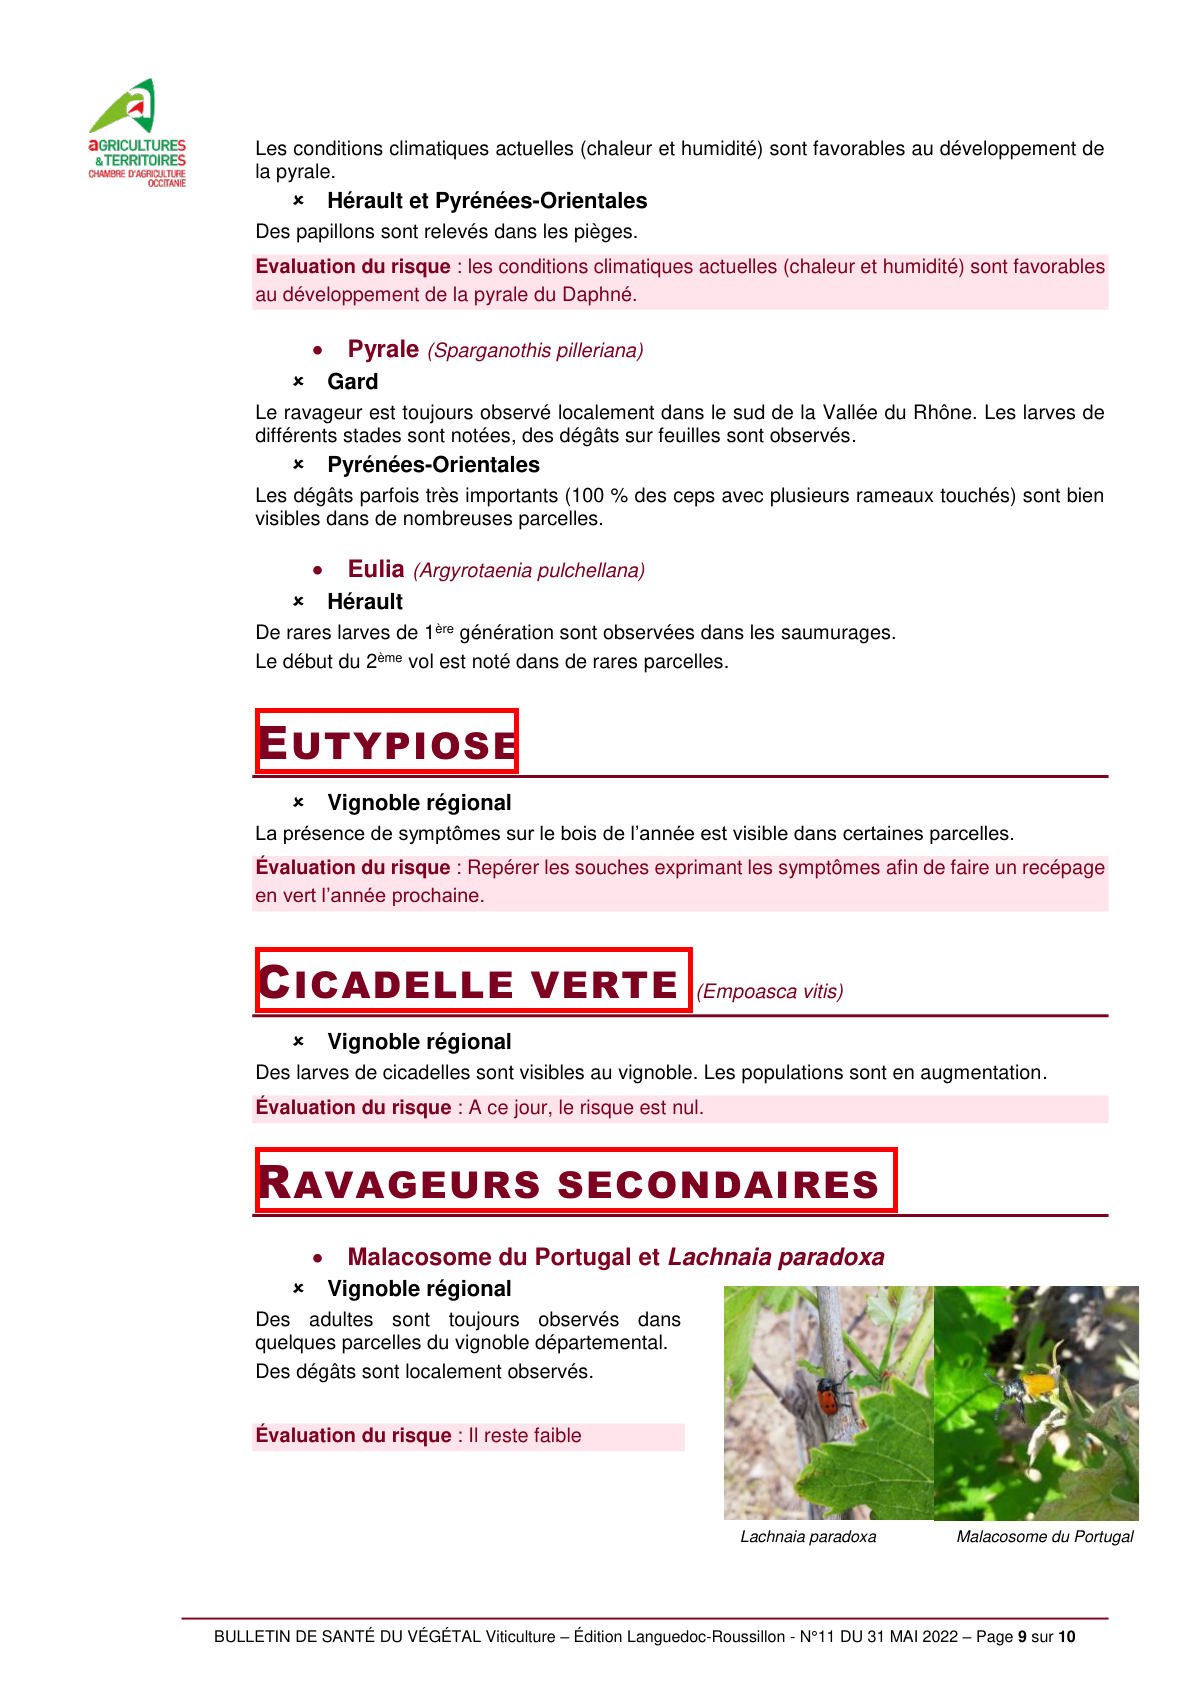 aGRICULTURES
& TERRITOIRES
CHAMBRE D'AGRICULTURE
OCCITANIE
Les conditions climatiques actuelles (chaleur et humidité) sont favorables au développement de
la pyrale.
× Hérault et Pyrénées-Orientales
Des papillons sont relevés dans les pièges.
Evaluation du risque : les conditions climatiques actuelles (chaleur et humidité) sont favorables
au développement de la pyrale du Daphné.
• Pyrale (Sparganothis pilleriana)
× Gard
Le ravageur est toujours observé localement dans le sud de la Vallée du Rhône. Les larves de
différents stades sont notées, des dégâts sur feuilles sont observés.
× Pyrénées-Orientales
Les dégâts parfois très importants (100 % des ceps avec plusieurs rameaux touchés) sont bien
visibles dans de nombreuses parcelles.
• Eulia (Argyrotaenia pulchellana)
× Hérault
De rares larves de 1ère génération sont observées dans les saumurages.
Le début du 2ème vol est noté dans de rares parcelles.
EUTYPIOSE
× Vignoble régional
La présence de symptômes sur le bois de l’année est visible dans certaines parcelles.
Évaluation du risque : Repérer les souches exprimant les symptômes afin de faire un recépage
en vert l’année prochaine.
CICADELLE VERTE (Empoasca vitis)
× Vignoble régional
Des larves de cicadelles sont visibles au vignoble. Les populations sont en augmentation.
Évaluation du risque : A ce jour, le risque est nul.
RAVAGEURS SECONDAIRES
• Malacosome du Portugal et Lachnaia paradoxa
× Vignoble régional
Des adultes sont toujours observés dans
quelques parcelles du vignoble départemental.
Des dégâts sont localement observés.
Évaluation du risque : Il reste faible
Lachnaia paradoxa Malacosome du Portugal
BULLETIN DE SANTÉ DU VÉGÉTAL Viticulture – Édition Languedoc-Roussillon - N°11 DU 31 MAI 2022 – Page 9 sur 10